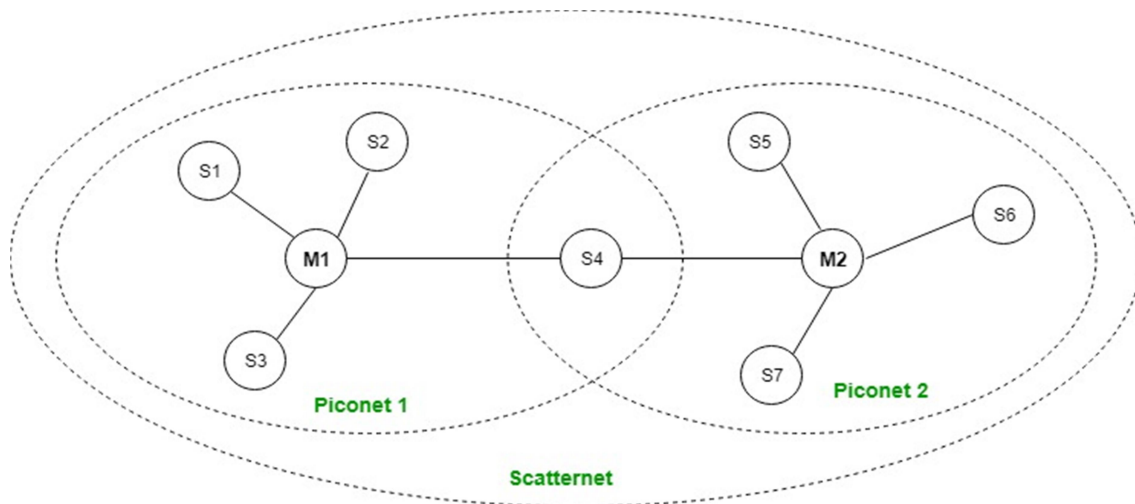 S2
S5
S1
S6
M1
S4
M2
S3
S7
Piconet 1
Piconet 2
Scatternet